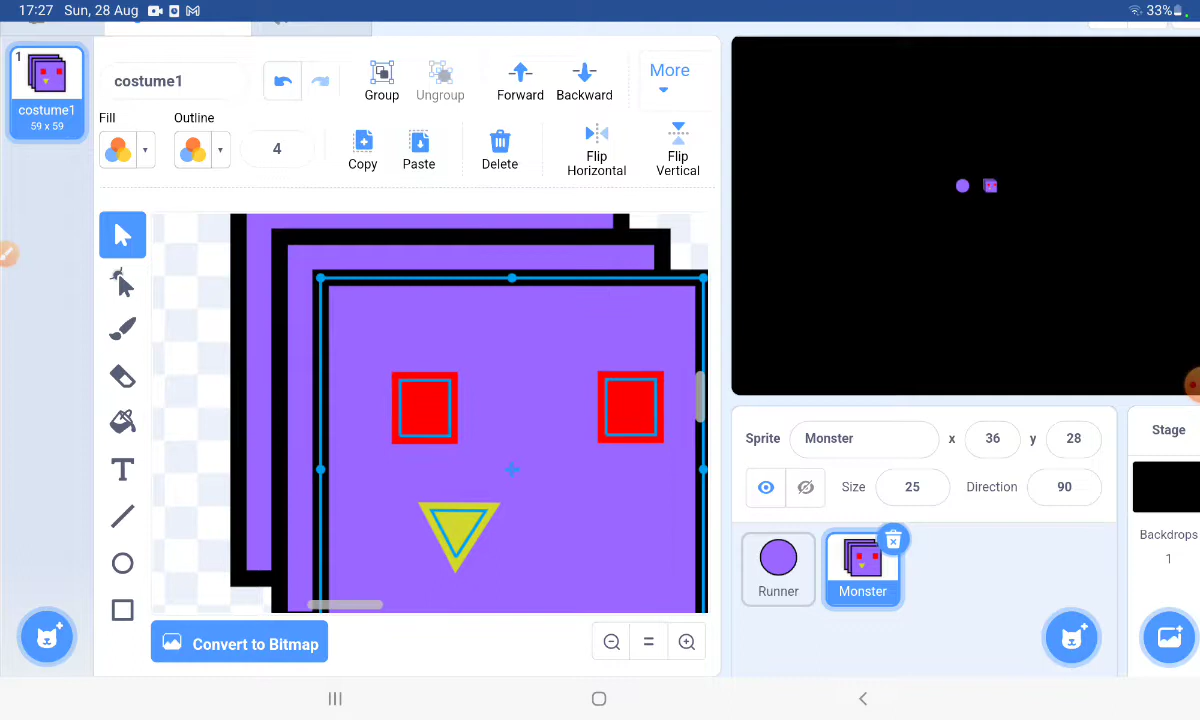 17:27 Sun, 28 Aug
33%
1
costume1
59 x 59
costume1
Group
Ungroup
Forward
Backward
More
Fill
Outline
4
Copy
Paste
Delete
Flip
Horizontal
Flip
Vertical
Convert to Bitmap
Sprite
Monster
x
36
y
28
Size
25
Direction
90
Runner
Monster
Stage
Backdrops
1